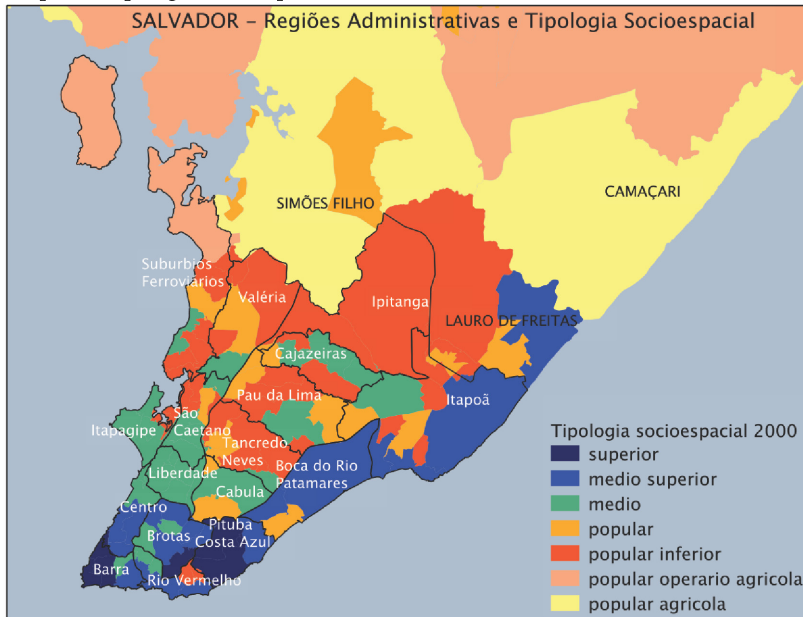 SALVADOR – Regiões Administrativas e Tipologia Socioespacial
CAMAÇARI
SIMÕES FILHO
Suburbios
Ferroviários
Valéria
Ipitanga
LAURO DE FREITAS
Cajazeiras
Pau da Lima
Itapoã
São
Caetano
Itapagipe
Tancredo
Neves
Boca do Rio
Patamares
Liberdade
Cabula
Centro
Pituba
Costa Azul
Brotas
Barra
Rio Vermelho
Tipologia socioespacial 2000
superior
medio superior
medio
popular
popular inferior
popular operario agricola
popular agricola